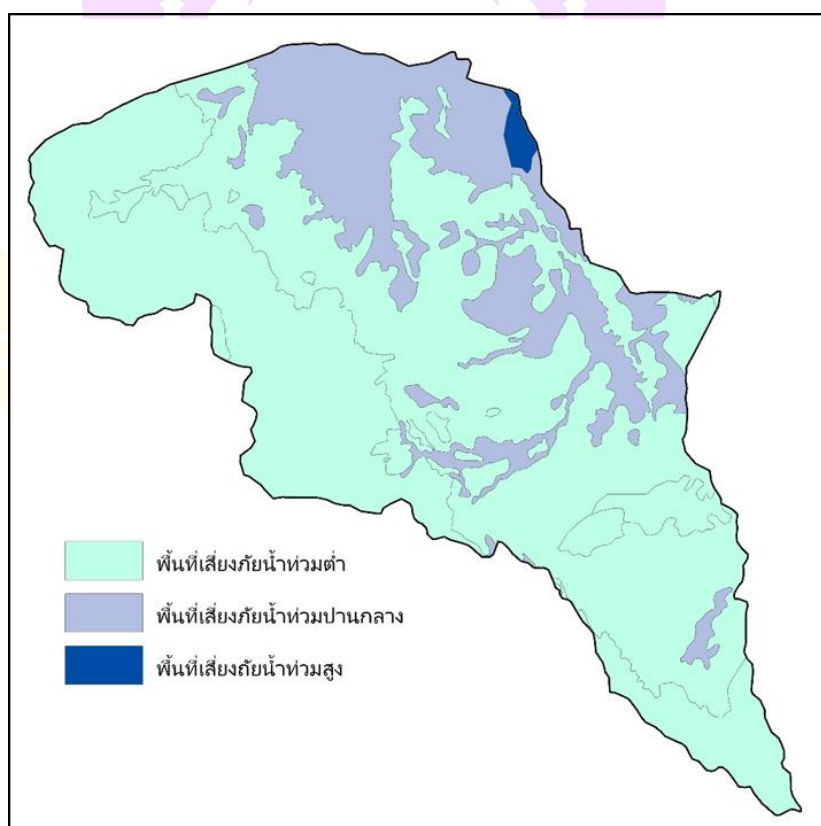 พื้นที่เสี่ยงภัยน้ำท่วมต่ำ
พื้นที่เสี่ยงภัยน้ำท่วมปานกลาง
พื้นที่เสี่ยงถัยน้ำท่วมสูง